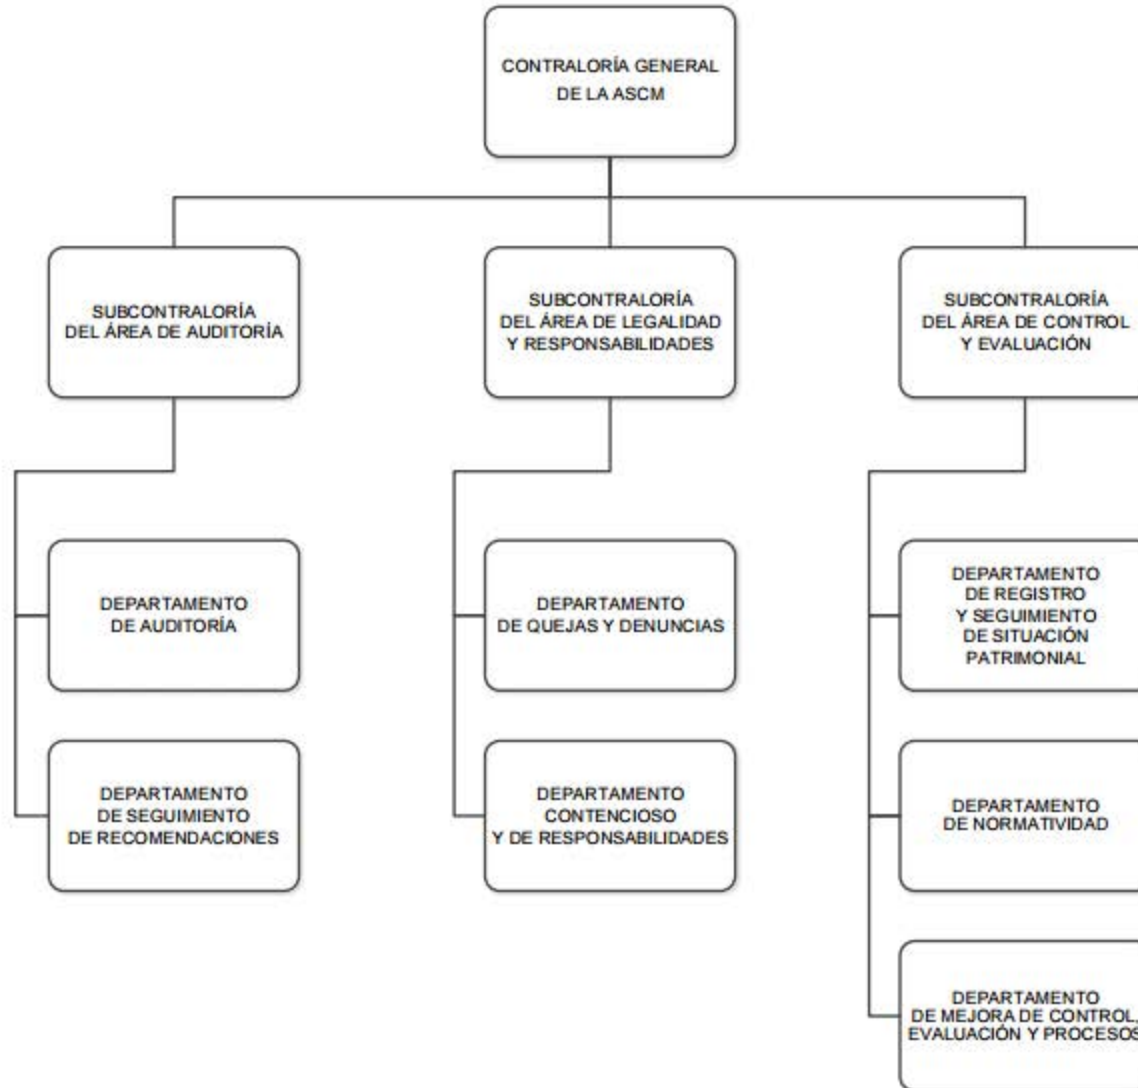 CONTRALORÍA GENERAL
DE LA ASCM
SUBCONTRALORÍA
DEL ÁREA DE AUDITORÍA
SUBCONTRALORÍA
DEL ÁREA DE LEGALIDAD
Y RESPONSABILIDADES
SUBCONTRALORÍA
DEL ÁREA DE CONTROL
Y EVALUACIÓN
DEPARTAMENTO
DE AUDITORÍA
DEPARTAMENTO
DE QUEJAS Y DENUNCIAS
DEPARTAMENTO
DE REGISTRO
Y SEGUIMIENTO
DE SITUACIÓN
PATRIMONIAL
DEPARTAMENTO
DE SEGUIMIENTO
DE RECOMENDACIONES
DEPARTAMENTO
CONTENCIOSO
Y DE RESPONSABILIDADES
DEPARTAMENTO
DE NORMATIVIDAD
DEPARTAMENTO
DE MEJORA DE CONTROL,
EVALUACIÓN Y PROCESOS